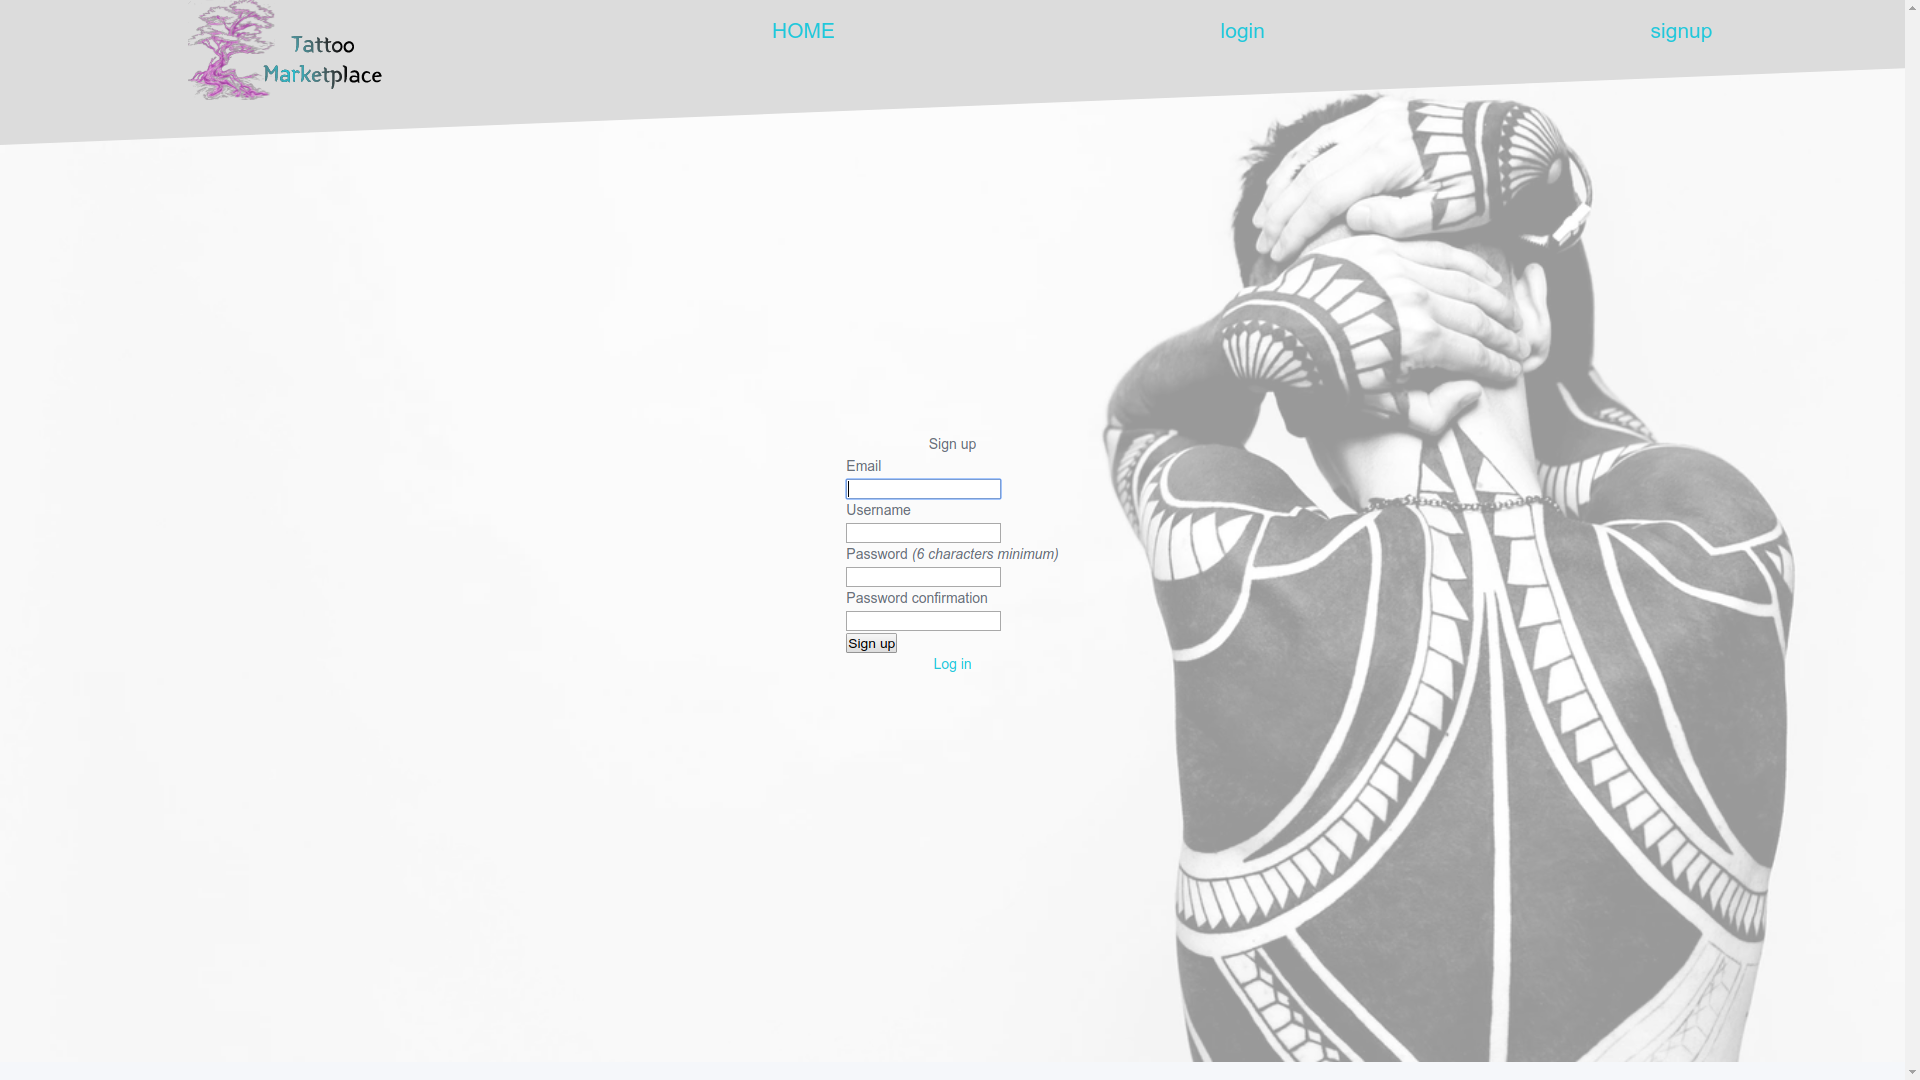 Tattoo
Marketplace
HOME
login
signup
Sign up
Email
Username
Password (6 characters minimum)
Password confirmation
Sign up
Log in